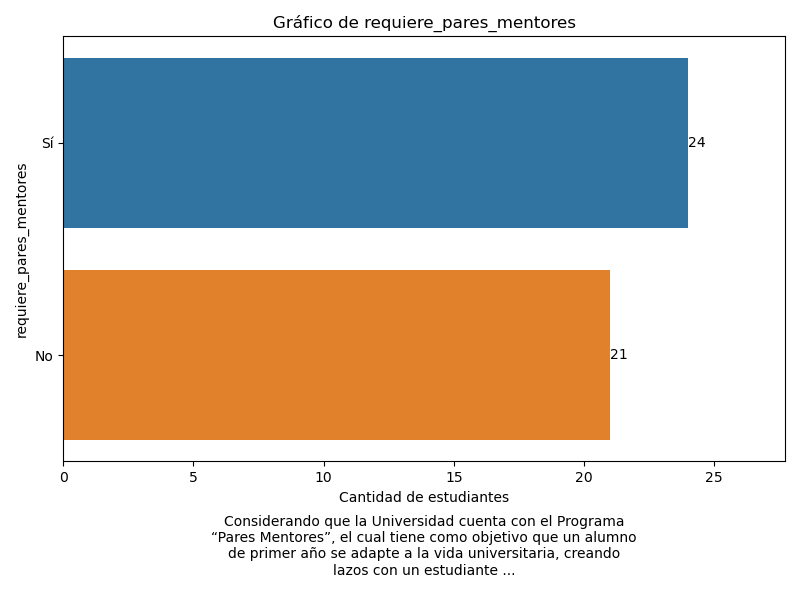 Gráfico de requiere_pares_mentores
requiere_pares_mentores
Sí
24
No
21
0 5 10 15 20 25
Cantidad de estudiantes
Considerando que la Universidad cuenta con el Programa
“Pares Mentores”, el cual tiene como objetivo que un alumno
de primer año se adapte a la vida universitaria, creando
lazos con un estudiante ...